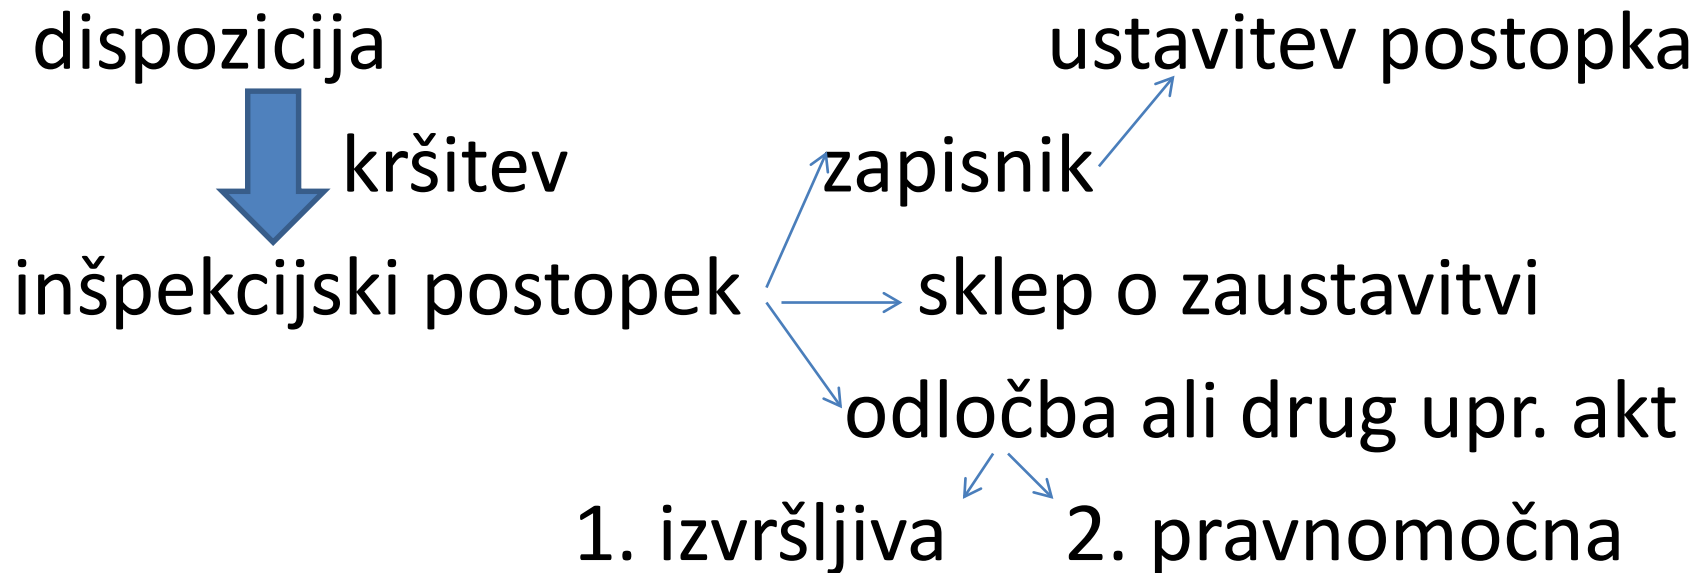 dispozicija ustavitev postopka
kršitev zapisnik
inšpekcijski postopek sklep o zaustavitvi
odločba ali drug upr. akt
1. izvršljiva 2. pravnomočna